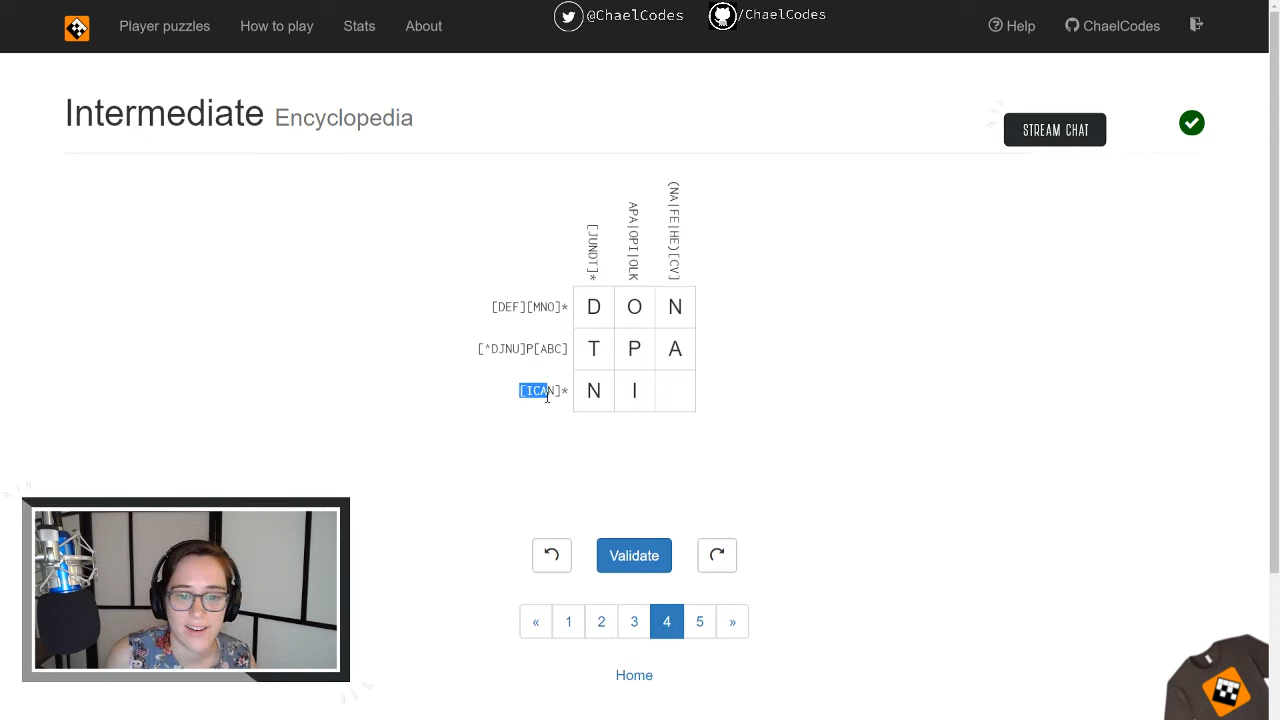 @ChaelCodes /ChaelCodes
Player puzzles How to play Stats About Help ChaelCodes
Intermediate Encyclopedia
STREAM CHAT
[JUNDT]*
APA|OPI|OLK
(NA|FE|HE)[CV]
[DEF][MNO]* D O N
[^DJNU]P[ABC] T P A
[ICAN]* N I
Validate
« 1 2 3 4 5 »
Home